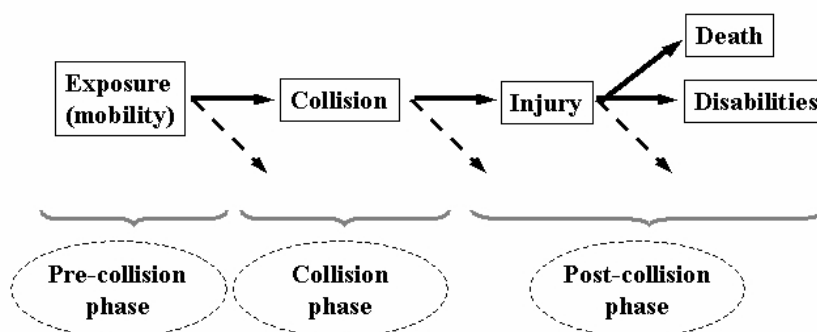 Death
Exposure
(mobility)
Collision
Injury
Disabilities
Pre-collision
phase
Collision
phase
Post-collision
phase